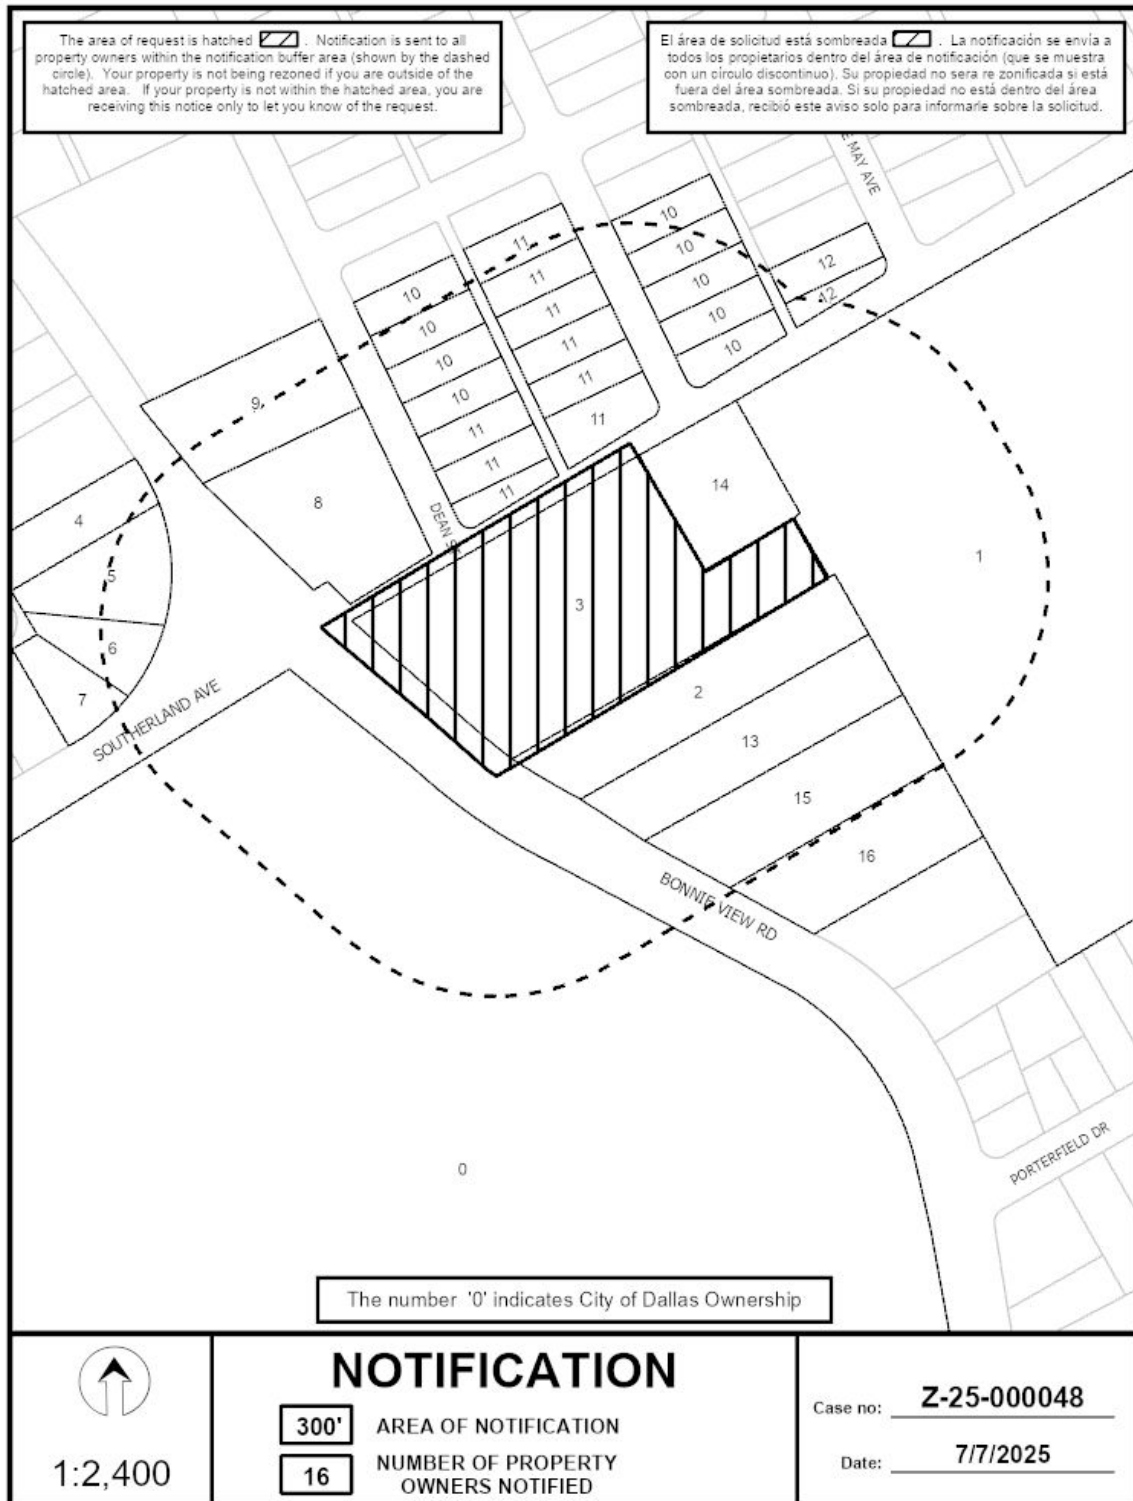 The area of request is hatched . Notification is sent to all
property owners within the notification buffer area (shown by the dashed
circle). Your property is not being rezoned if you are outside of the
hatched area. If your property is not within the hatched area, you are
receiving this notice only to let you know of the request.
El área de solicitud está sombreada . La notificación se envía a
todos los propietarios dentro del área de notificación (que se muestra
con un círculo discontinuo). Su propiedad no sera re zonificada si está
fuera del área sombreada. Si su propiedad no está dentro del área
sombreada, recibió este aviso solo para informarle sobre la solicitud.
E MAY AVE
10
11
10
12
11
10
12
10
11
10
10
11
10
10
11
9
10
11
11
11
11
11
14
8
4
DEAN ST
1
5
3
6
2
7
SOUTHERLAND AVE
13
15
16
BONNIE VIEW RD
PORTERFIELD DR
0
The number '0' indicates City of Dallas Ownership
1:2,400
NOTIFICATION
300' AREA OF NOTIFICATION
16 NUMBER OF PROPERTY
OWNERS NOTIFIED
Case no: Z-25-000048
Date: 7/7/2025